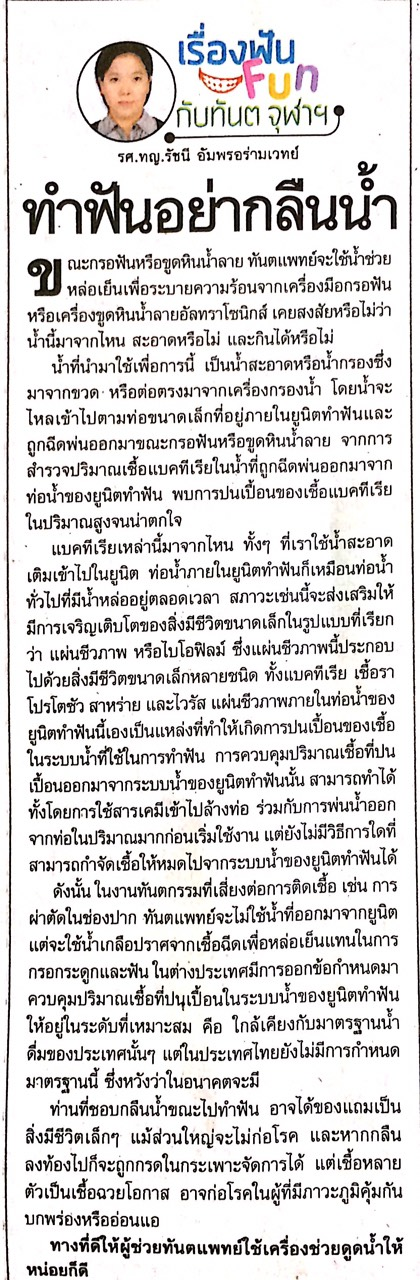 เรื่องฟัน
Fun
กับทันต จุฬาฯ
รศ.ทญ.รัชนี อัมพรอร่ามเวทย์
ทำฟันอย่ากลืนน้ำ
ขณะกรอฟันหรือขูดหินน้ำลาย ทันตแพทย์จะใช้น้ำช่วย
หล่อเย็นเพื่อระบายความร้อนจากเครื่องมือกรอฟัน
หรือเครื่องขูดหินน้ำลายอัลทราโซนิกส์ เคยสงสัยหรือไม่ว่า
น้ำนี้มาจากไหน สะอาดหรือไม่ และกินได้หรือไม่
น้ำที่นำมาใช้เพื่อการนี้ เป็นน้ำสะอาดหรือน้ำกรองซึ่ง
มาจากขวด หรือต่อตรงมาจากเครื่องกรองน้ำ โดยน้ำจะ
ไหลเข้าไปตามท่อขนาดเล็กที่อยู่ภายในยูนิตทำฟันและ
ถูกฉีดพ่นออกมาขณะกรอฟันหรือขูดหินน้ำลาย จากการ
สำรวจปริมาณเชื้อแบคทีเรียในน้ำที่ถูกฉีดพ่นออกมาจาก
ท่อน้ำของยูนิตทำฟัน พบการปนเปื้อนของเชื้อแบคทีเรีย
ในปริมาณสูงจนน่าตกใจ
แบคทีเรียเหล่านี้มาจากไหน ทั้งๆ ที่เราใช้น้ำสะอาด
เติมเข้าไปในยูนิต ท่อน้ำภายในยูนิตทำฟันก็เหมือนท่อน้ำ
ทั่วไปที่มีน้ำหล่ออยู่ตลอดเวลา สภาวะเช่นนี้จะส่งเสริมให้
มีการเจริญเติบโตของสิ่งมีชีวิตขนาดเล็กในรูปแบบที่เรียก
ว่า แผ่นชีวภาพ หรือไบโอฟิล์ม ซึ่งแผ่นชีวภาพนี้ประกอบ
ไปด้วยสิ่งมีชีวิตขนาดเล็กหลายชนิด ทั้งแบคทีเรีย เชื้อรา
โปรโตซัว สาหร่าย และไวรัส แผ่นชีวภาพภายในท่อน้ำของ
ยูนิตทำฟันนี้เองเป็นแหล่งที่ทำให้เกิดการปนเปื้อนของเชื้อ
ในระบบน้ำที่ใช้ในการทำฟัน การควบคุมปริมาณเชื้อที่ปน
เปื้อนออกมาจากระบบน้ำของยูนิตทำฟันนั้น สามารถทำได้
ทั้งโดยการใช้สารเคมีเข้าไปล้างท่อ ร่วมกับการพ่นน้ำออก
จากท่อในปริมาณมากก่อนเริ่มใช้งาน แต่ยังไม่มีวิธีการใดที่
สามารถกำจัดเชื้อให้หมดไปจากระบบน้ำของยูนิตทำฟันได้
ดังนั้น ในงานทันตกรรมที่เสี่ยงต่อการติดเชื้อ เช่น การ
ผ่าตัดในช่องปาก ทันตแพทย์จะไม่ใช้น้ำที่ออกมาจากยูนิต
แต่จะใช้น้ำเกลือปราศจากเชื้อฉีดเพื่อหล่อเย็นแทนในการ
กรอกระดูกและฟัน ในต่างประเทศมีการออกข้อกำหนดมา
ควบคุมปริมาณเชื้อที่ปนเปื้อนในระบบน้ำของยูนิตทำฟัน
ให้อยู่ในระดับที่เหมาะสม คือ ใกล้เคียงกับมาตรฐานน้ำ
ดื่มของประเทศนั้นๆ แต่ในประเทศไทยยังไม่มีการกำหนด
มาตรฐานนี้ ซึ่งหวังว่าในอนาคตจะมี
ท่านที่ชอบกลืนน้ำขณะไปทำฟัน อาจได้ของแถมเป็น
สิ่งมีชีวิตเล็กๆ แม้ส่วนใหญ่จะไม่ก่อโรค และหากกลืน
ลงท้องไปก็จะถูกกรดในกระเพาะจัดการได้ แต่เชื้อหลาย
ตัวเป็นเชื้อฉวยโอกาส อาจก่อโรคในผู้ที่มีภาวะภูมิคุ้มกัน
บกพร่องหรืออ่อนแอ
ทางที่ดีให้ผู้ช่วยทันตแพทย์ใช้เครื่องช่วยดูดน้ำให้
หน่อยก็ดี